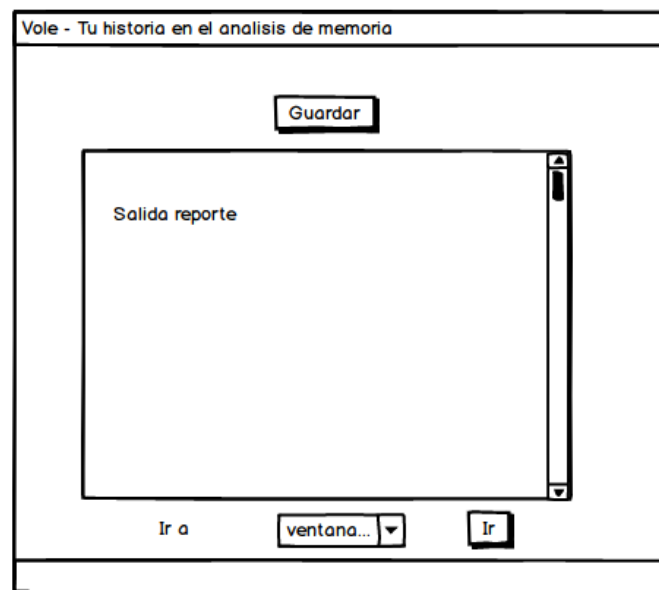 Vole - Tu historia en el analisis de memoria
Guardar
Salida reporte
Ir a ventana... Ir